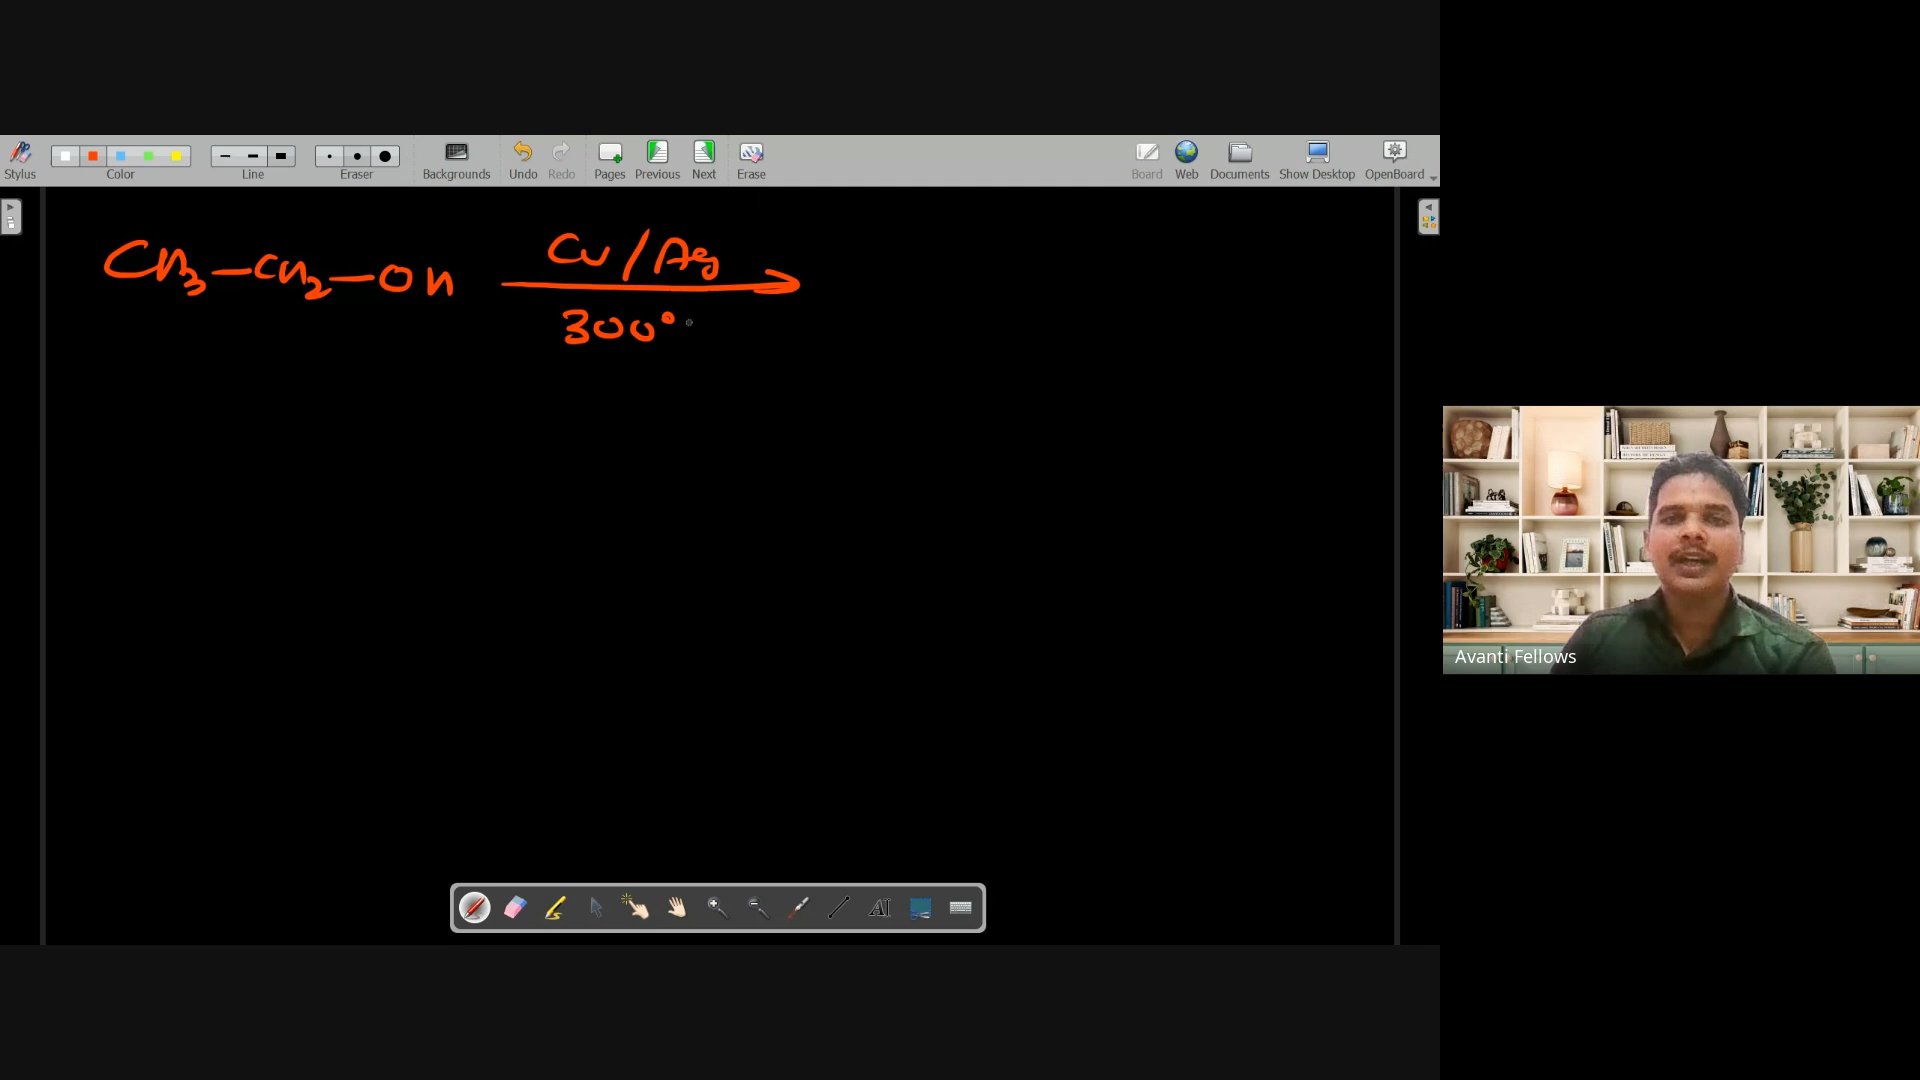 Stylus Color Line Eraser Backgrounds Undo Redo Pages Previous Next Erase Board Web Documents Show Desktop OpenBoard
CH3-CH2-OH Cu/Ag
300°
AI
Avanti Fellows